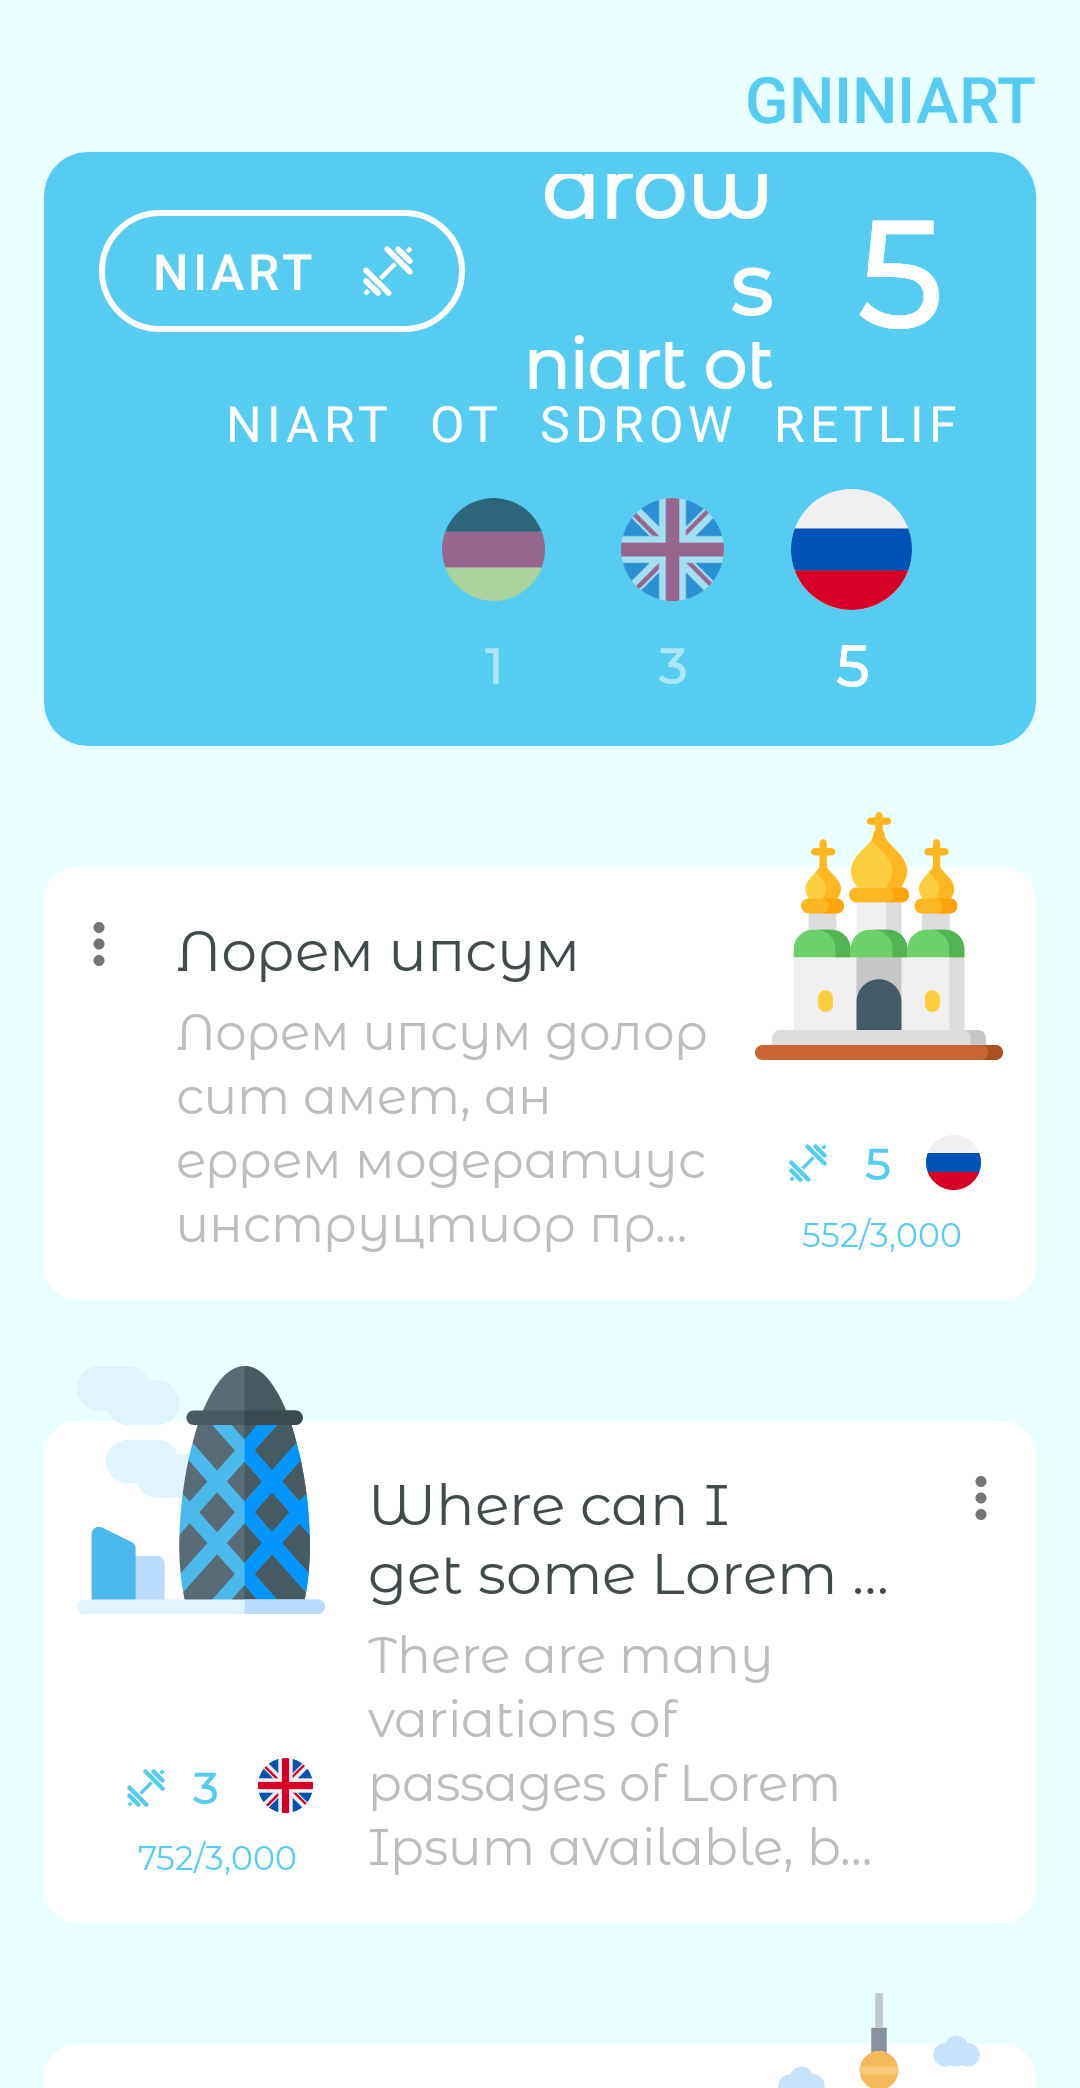 GNINIART
NIART
drow
s
5
niart ot
NIART OT SDROW RETLIF
1 3 5
Лорем ипсум
Лорем ипсум долор
сит амет, ан
еррем модератиус
инструцтиор пр...
5
552/3,000
Where can I
get some Lorem ...
There are many
variations of
passages of Lorem
Ipsum available, b...
3
752/3,000